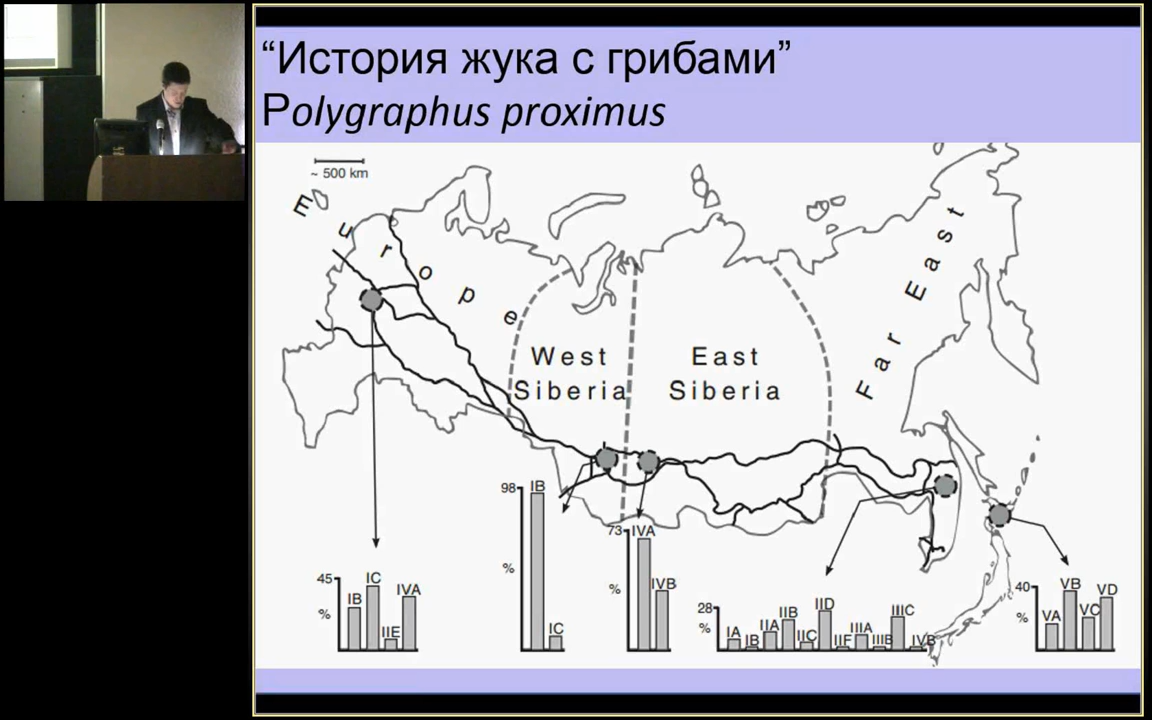 “История жука с грибами”
Polygraphus proximus
~ 500 km
Europe
West
Siberia
East
Siberia
Far East
45
%
IB
IC
IIE
IVA
98
%
IB
IC
73
%
IVA
IVB
28
%
IA
IB
IIA
IIB
IIC
IID
IIF
IIIA
IIIB
IIIC
IVB
40
%
VA
VB
VC
VD